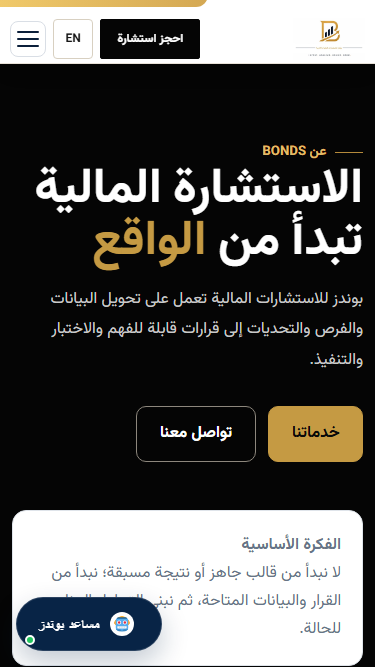 احجز استشارة
EN
عن BONDS
الاستشارة المالية
تبدأ من الواقع
بوندز للاستشارات المالية تعمل على تحويل البيانات
والفرص والتحديات إلى قرارات قابلة للفهم والاختبار
والتنفيذ.
خدماتنا
تواصل معنا
الفكرة الأساسية
لا نبدأ من قالب جاهز أو نتيجة مسبقة؛ نبدأ من
القرار والبيانات المتاحة، ثم نبني
للحالة.
مساعد بوندز